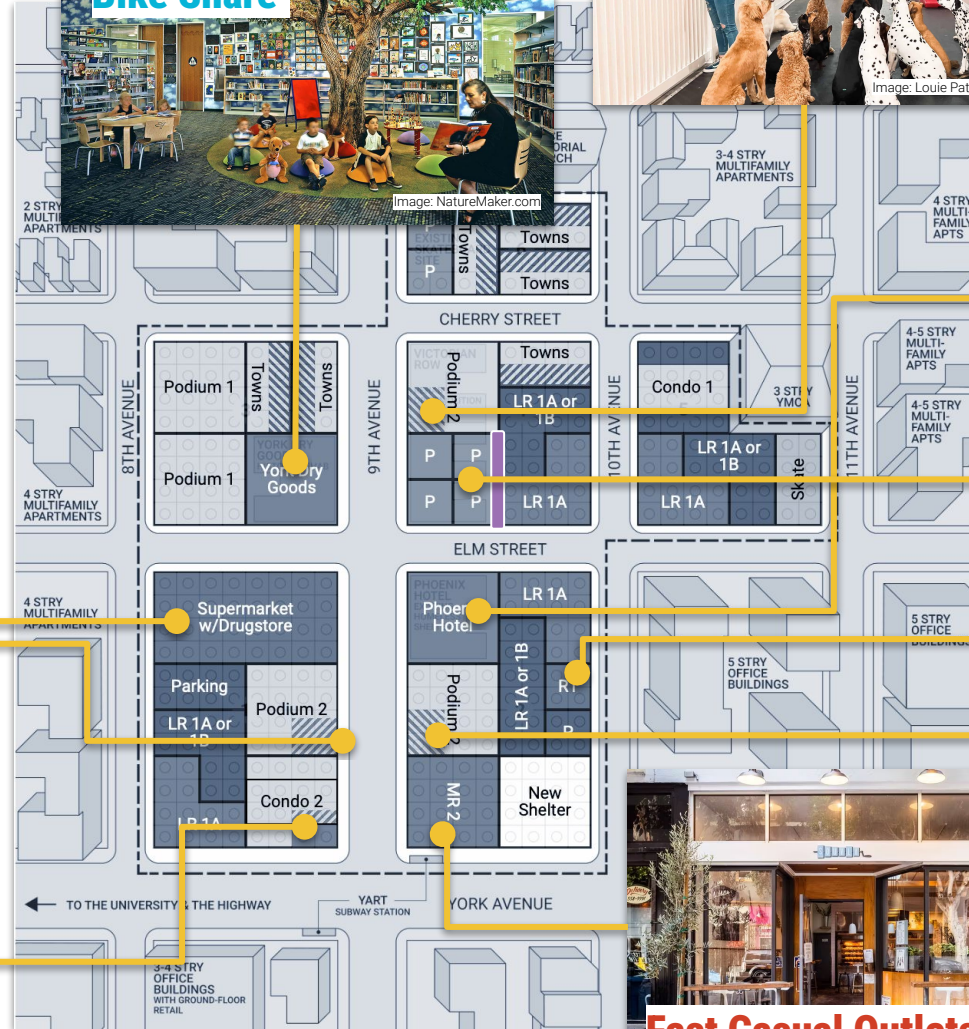 Bike Share
Image: Louie Pat
Image: NatureMaker.com
3-4 STRY
MULTIFAMILY
APARTMENTS
2 STRY
MULTI
APARTMENTS
4 STRY
MULTI-
FAMILY
APTS
Towns
Towns
P
Towns
CHERRY STREET
8TH AVENUE
9TH AVENUE
10TH AVENUE
11TH AVENUE
Podium 1
Towns
Towns
Podium 1
York Dry
Goods
VICTORIAN
ROW
Podium 2
Towns
LR 1A or
1B
P
P
P
P
LR 1A
Condo 1
3 STRY
YMCA
LR 1A or
1B
LR 1A
Skate
4-5 STRY
MULTI-
FAMILY
APTS
4-5 STRY
MULTI-
FAMILY
APTS
4 STRY
MULTIFAMILY
APARTMENTS
ELM STREET
4 STRY
MULTIFAMILY
APARTMENTS
Supermarket
w/Drugstore
Parking
Podium 2
LR 1A or
1B
Condo 2
LR 1A
PHOENIX
HOTEL
Phoenix
Hotel
LR 1A
LR 1A or 1B
Podium 2
P
MR 2
New
Shelter
5 STRY
OFFICE
BUILDINGS
5 STRY
OFFICE
BUILDINGS
TO THE UNIVERSITY & THE HIGHWAY
YART
SUBWAY STATION
YORK AVENUE
3-4 STRY
OFFICE
BUILDINGS
WITH GROUND-FLOOR
RETAIL
Fast Casual Outlets